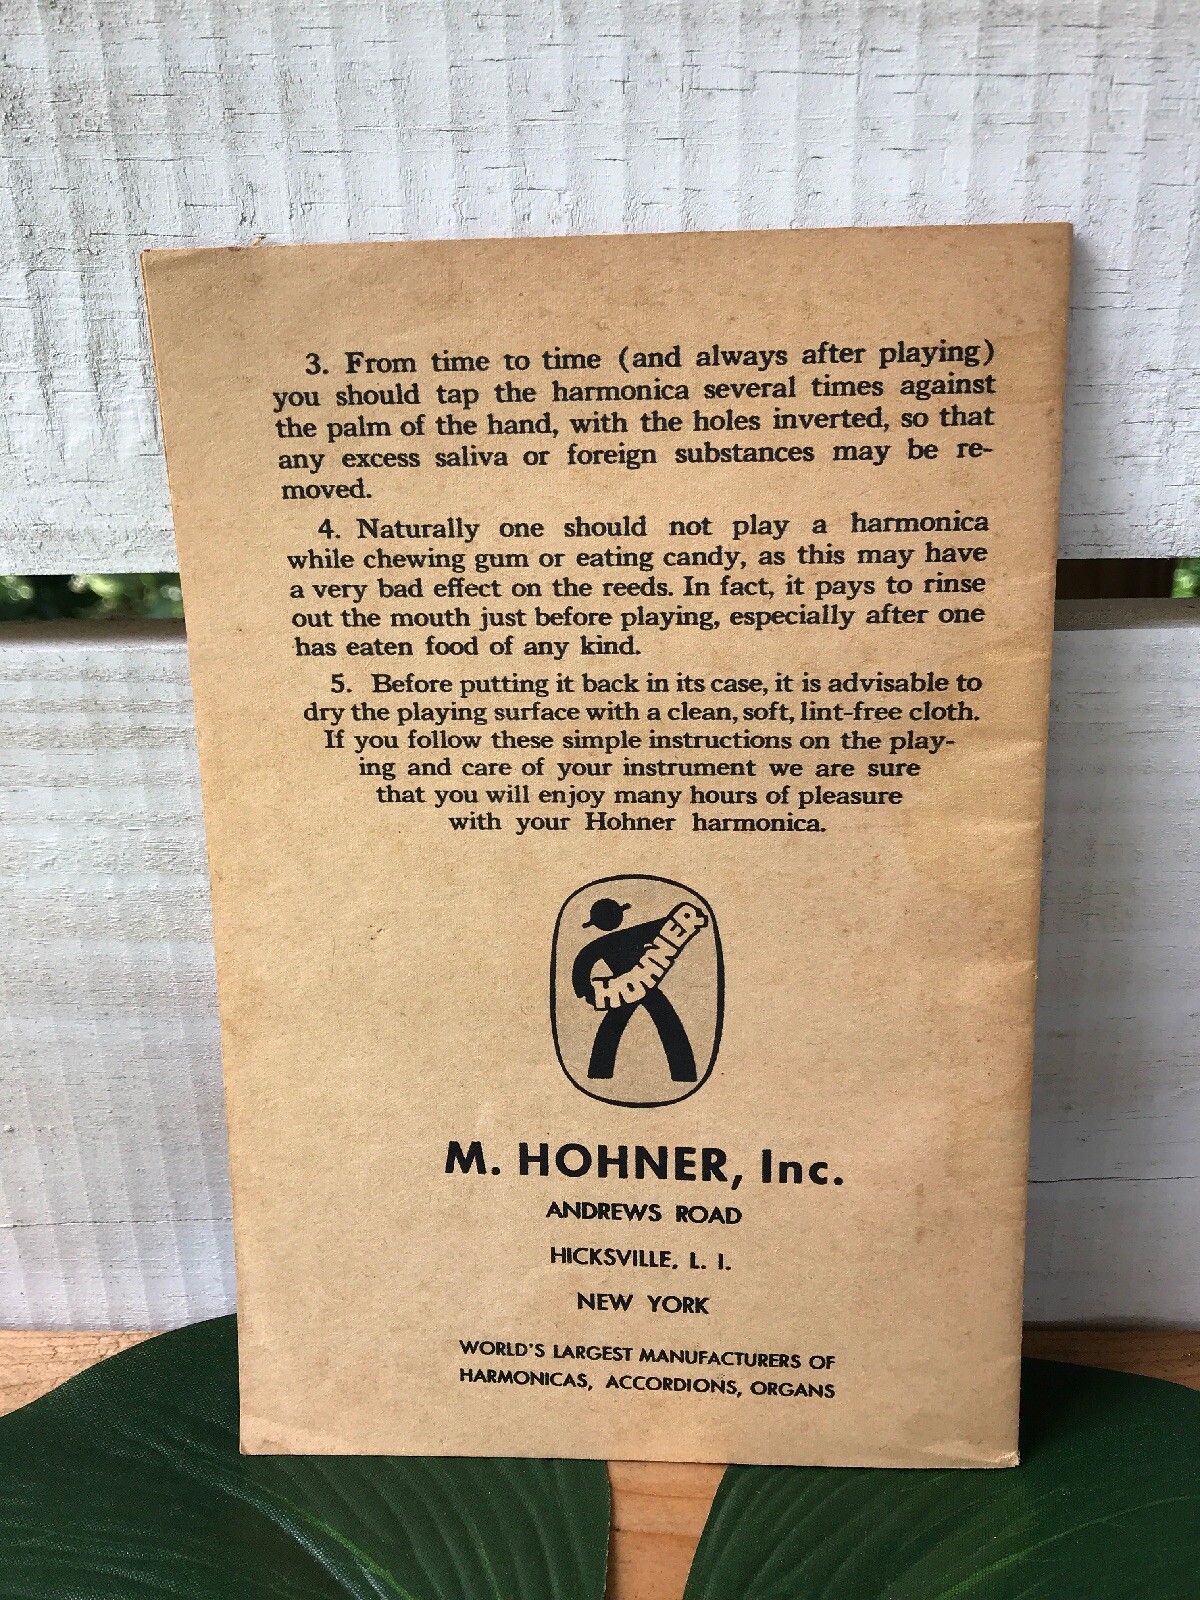 3. From time to time (and always after playing)
you should tap the harmonica several times against
the palm of the hand, with the holes inverted, so that
any excess saliva or foreign substances may be re-
moved.
4. Naturally one should not play a harmonica
while chewing gum or eating candy, as this may have
a very bad effect on the reeds. In fact, it pays to rinse
out the mouth just before playing, especially after one
has eaten food of any kind.
5. Before putting it back in its case, it is advisable to
dry the playing surface with a clean, soft, lint-free cloth.
If you follow these simple instructions on the play-
ing and care of your instrument we are sure
that you will enjoy many hours of pleasure
with your Hohner harmonica.
HOHNER
M. HOHNER, Inc.
ANDREWS ROAD
HICKSVILLE, L. I.
NEW YORK
WORLD'S LARGEST MANUFACTURERS OF
HARMONICAS, ACCORDIONS, ORGANS